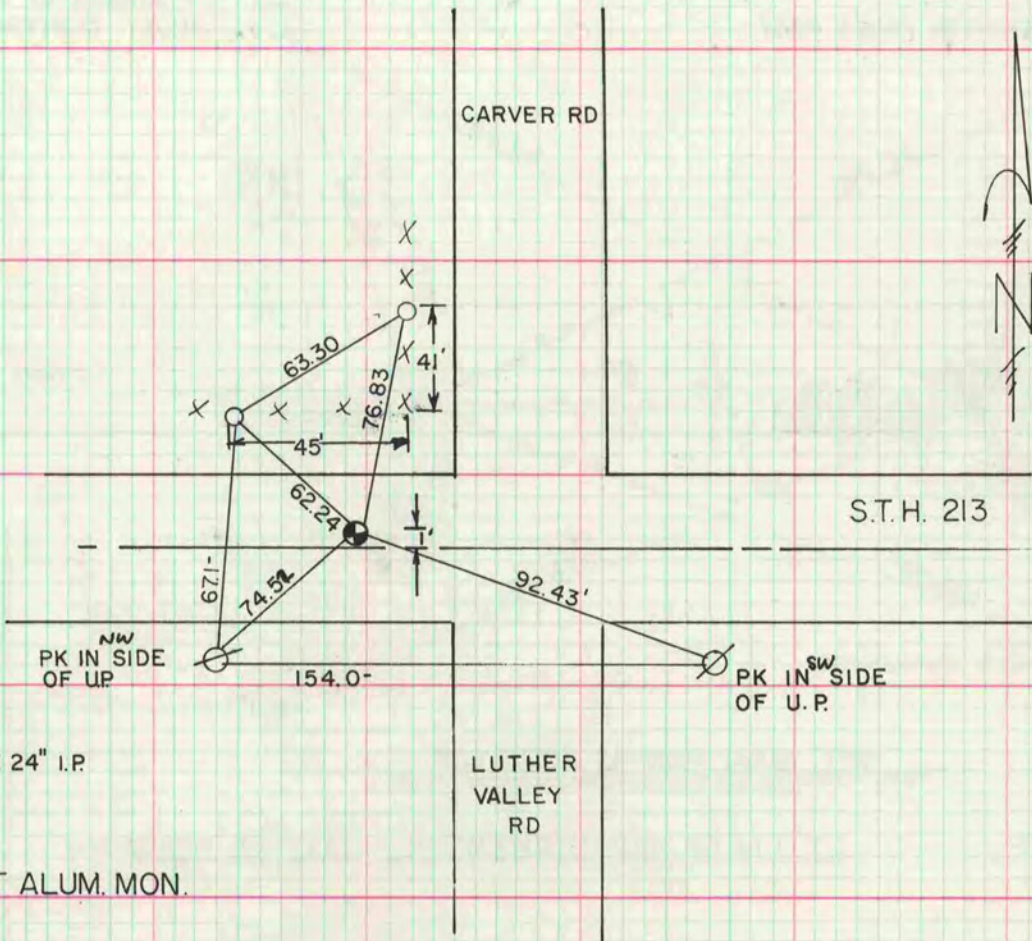 CARVER RD
N
63.30
41'
76.83
X
X
X
X
X
X
X
45'
62.24
1'
S.T.H. 213
67.1-
74.52
92.43'
NW
PK IN SIDE
OF U.P.
154.0-
SW
PK IN SIDE
OF U.P.
24" I.P.
LUTHER
VALLEY
RD
ALUM. MON.